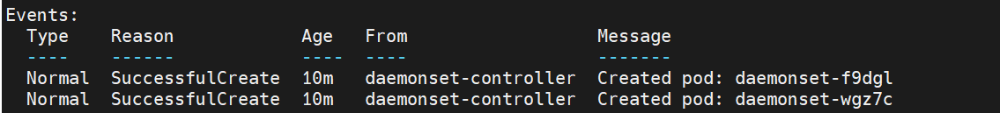 Events:
  Type    Reason            Age   From                  Message
  ----    ------            ----  ----                  -------
  Normal  SuccessfulCreate  10m   daemonset-controller  Created pod: daemonset-f9dgl
  Normal  SuccessfulCreate  10m   daemonset-controller  Created pod: daemonset-wgz7c